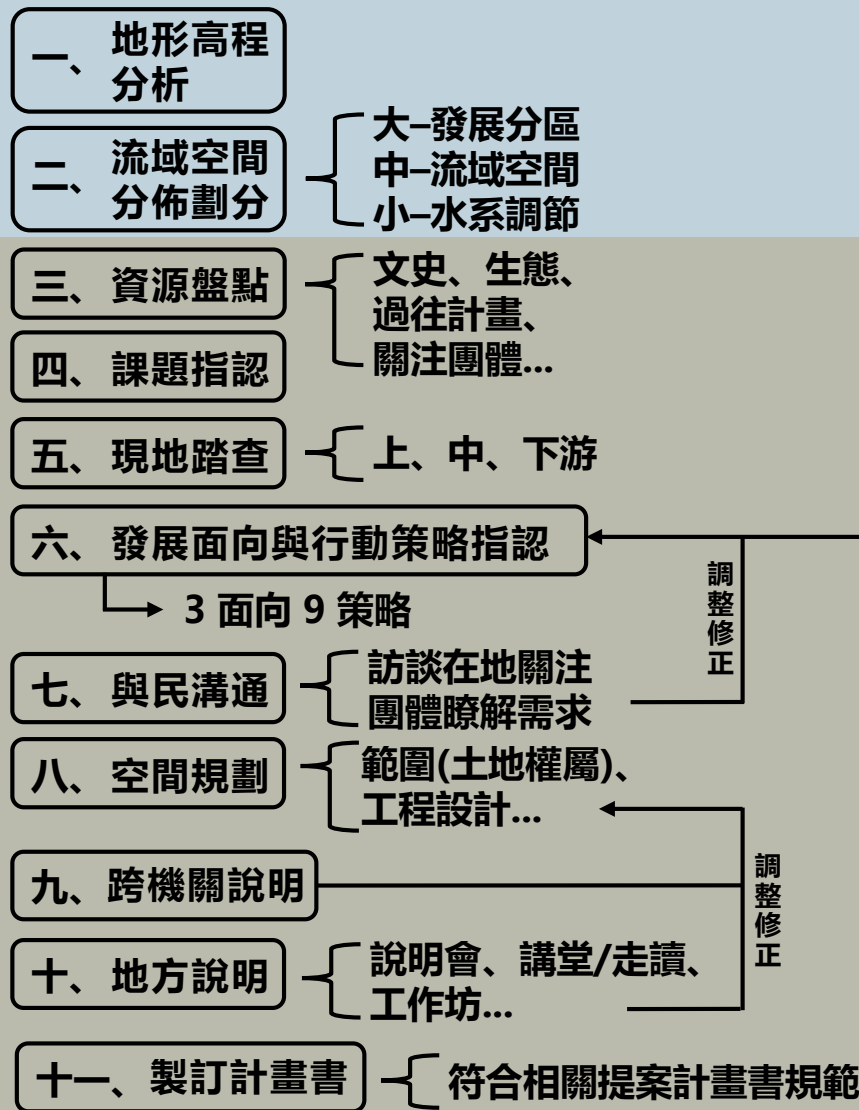 一、地形高程
分析
二、流域空間
分佈劃分
大–發展分區
中–流域空間
小–水系調節
三、資源盤點
文史、生態、
過往計畫、
關注團體...
四、課題指認
五、現地踏查
上、中、下游
六、發展面向與行動策略指認
3 面向 9 策略
調整修正
七、與民溝通
訪談在地關注
團體瞭解需求
八、空間規劃
範圍(土地權屬)、
工程設計...
九、跨機關說明
調整修正
十、地方說明
說明會、講堂/走讀、
工作坊...
十一、製訂計畫書
符合相關提案計畫書規範